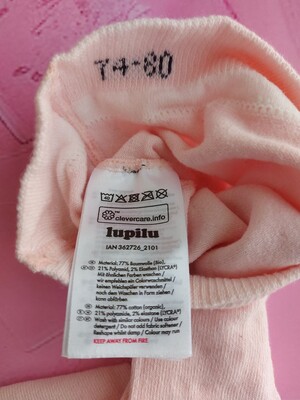 74-80
clevercare.info
lupilu
IAN 362726_2101
Material: 77% Baumwolle (Bio),
21% Polyamid, 2% Elastan (LYCRA®)
Mit ähnlichen Farben waschen /
wir empfehlen ein Colorwaschmittel /
keinen Weichspüler verwenden /
nach dem Waschen in Form ziehen /
kann abfärben
Material: 77% cotton (organic),
21% polyamide, 2% elastane (LYCRA®)
Wash with similar colours / Use colour
detergent / Do not add fabric softener /
Reshape whilst damp / Colour may run
KEEP AWAY FROM FIRE